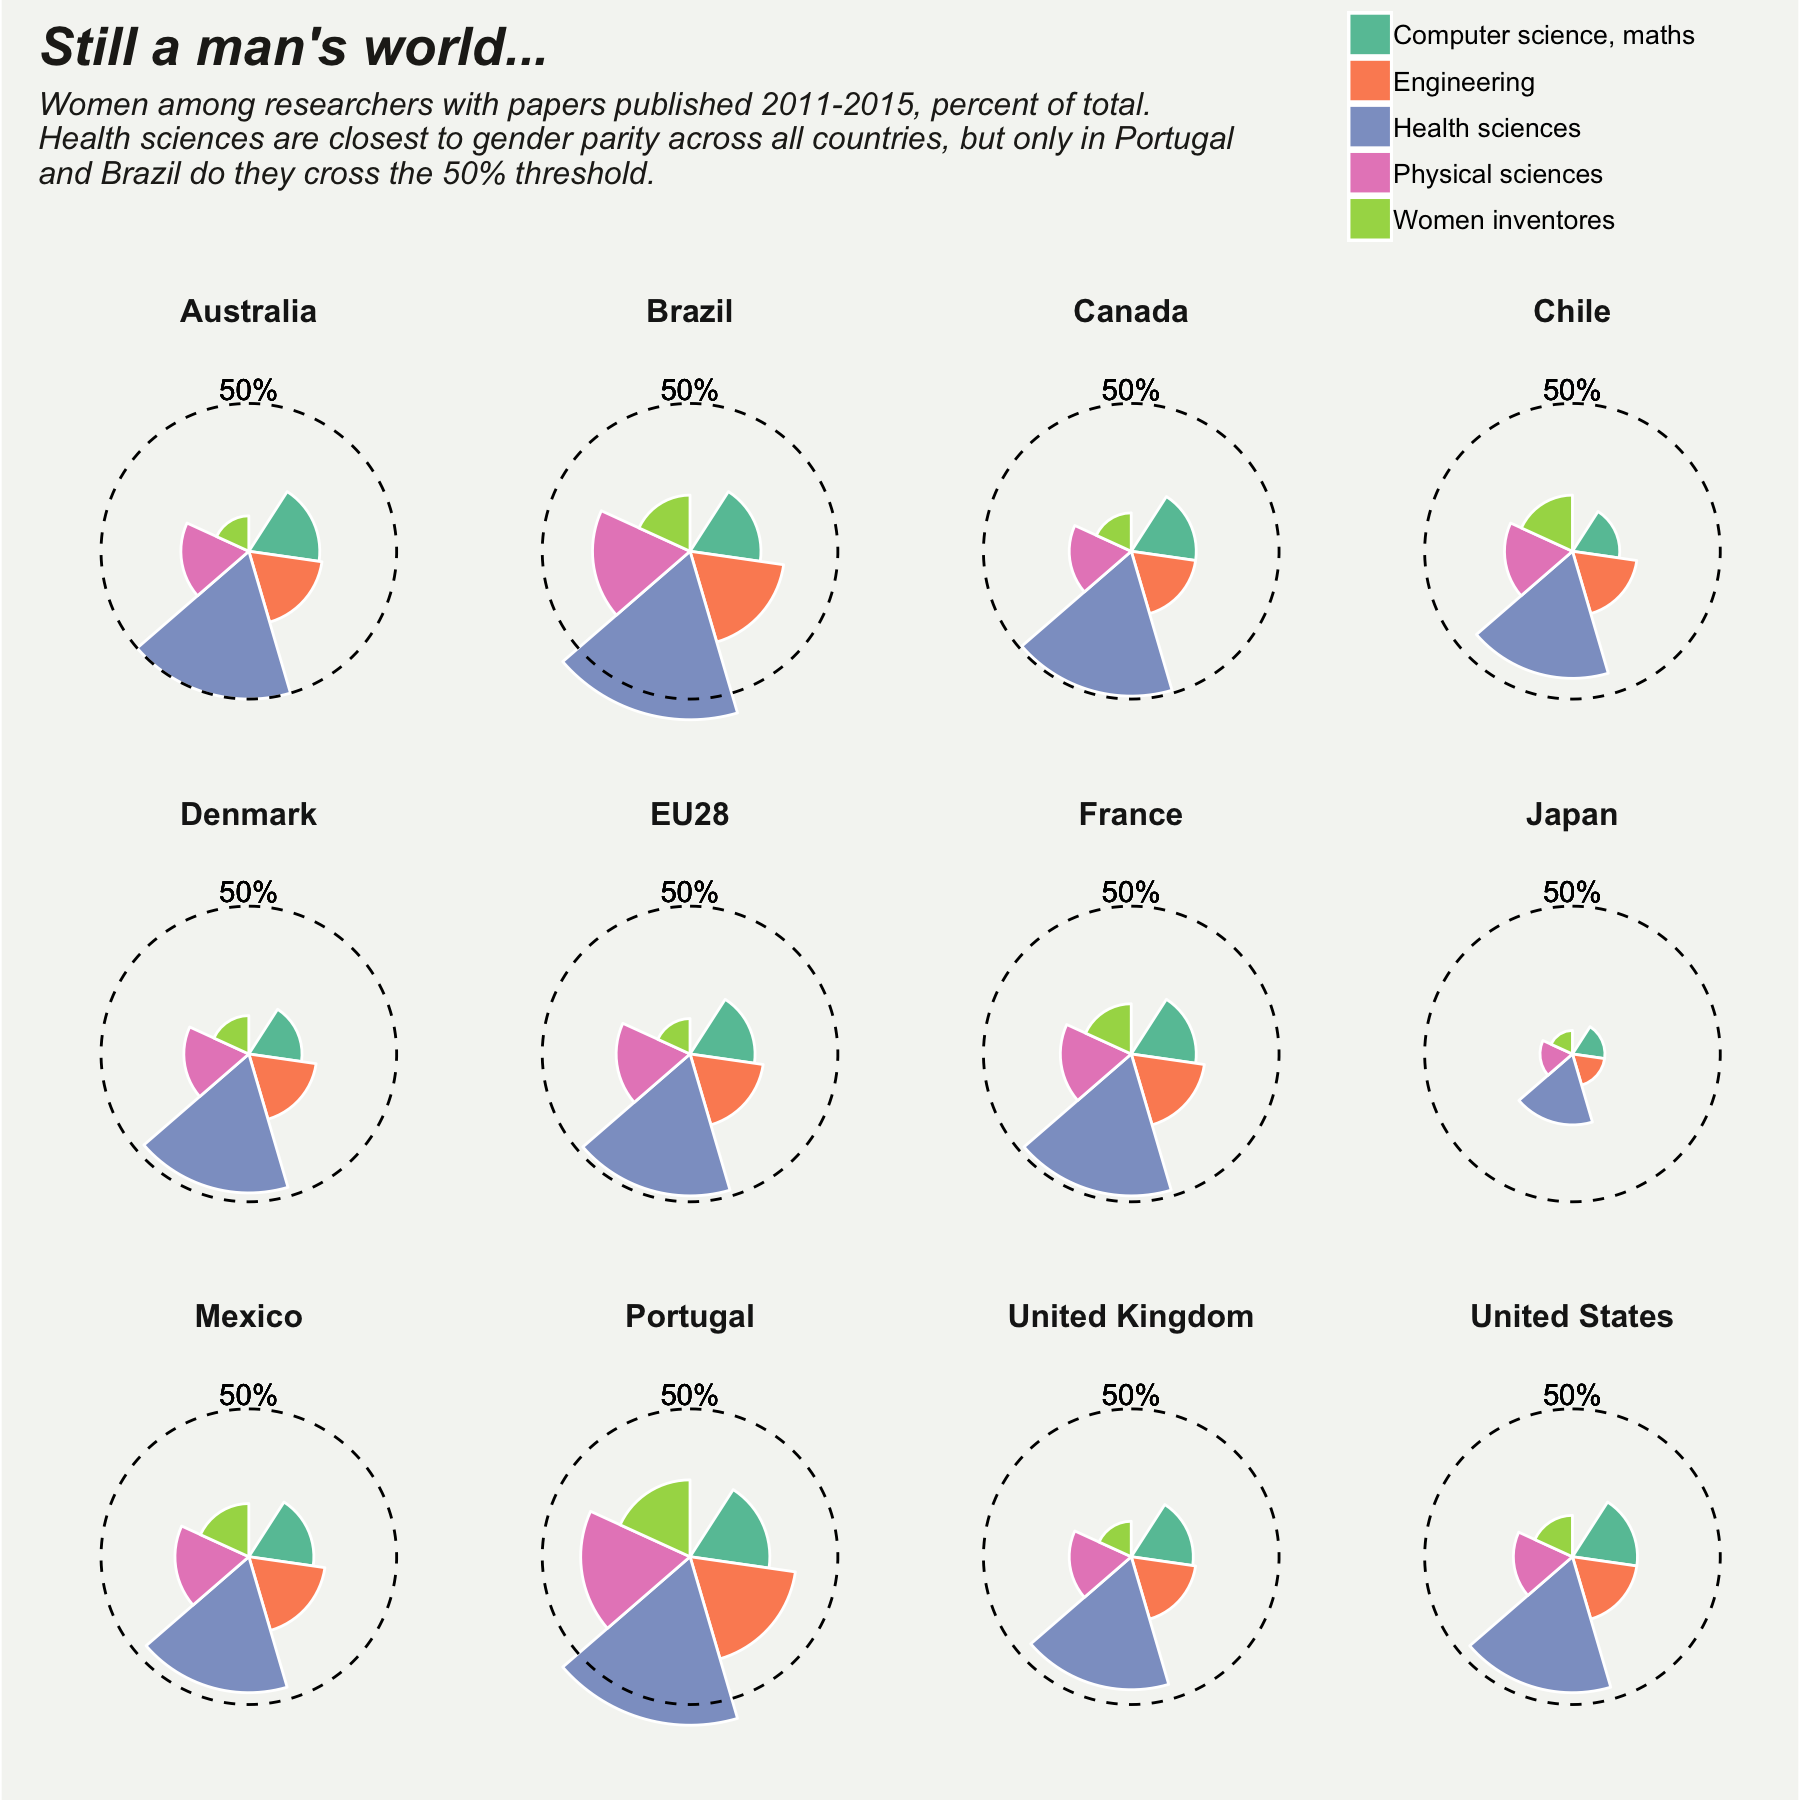 Still a man's world...
Women among researchers with papers published 2011-2015, percent of total.
Health sciences are closest to gender parity across all countries, but only in Portugal
and Brazil do they cross the 50% threshold.
Computer science, maths
Engineering
Health sciences
Physical sciences
Women inventores
Australia
Brazil
Canada
Chile
50%
50%
50%
50%
Denmark
EU28
France
Japan
50%
50%
50%
50%
Mexico
Portugal
United Kingdom
United States
50%
50%
50%
50%